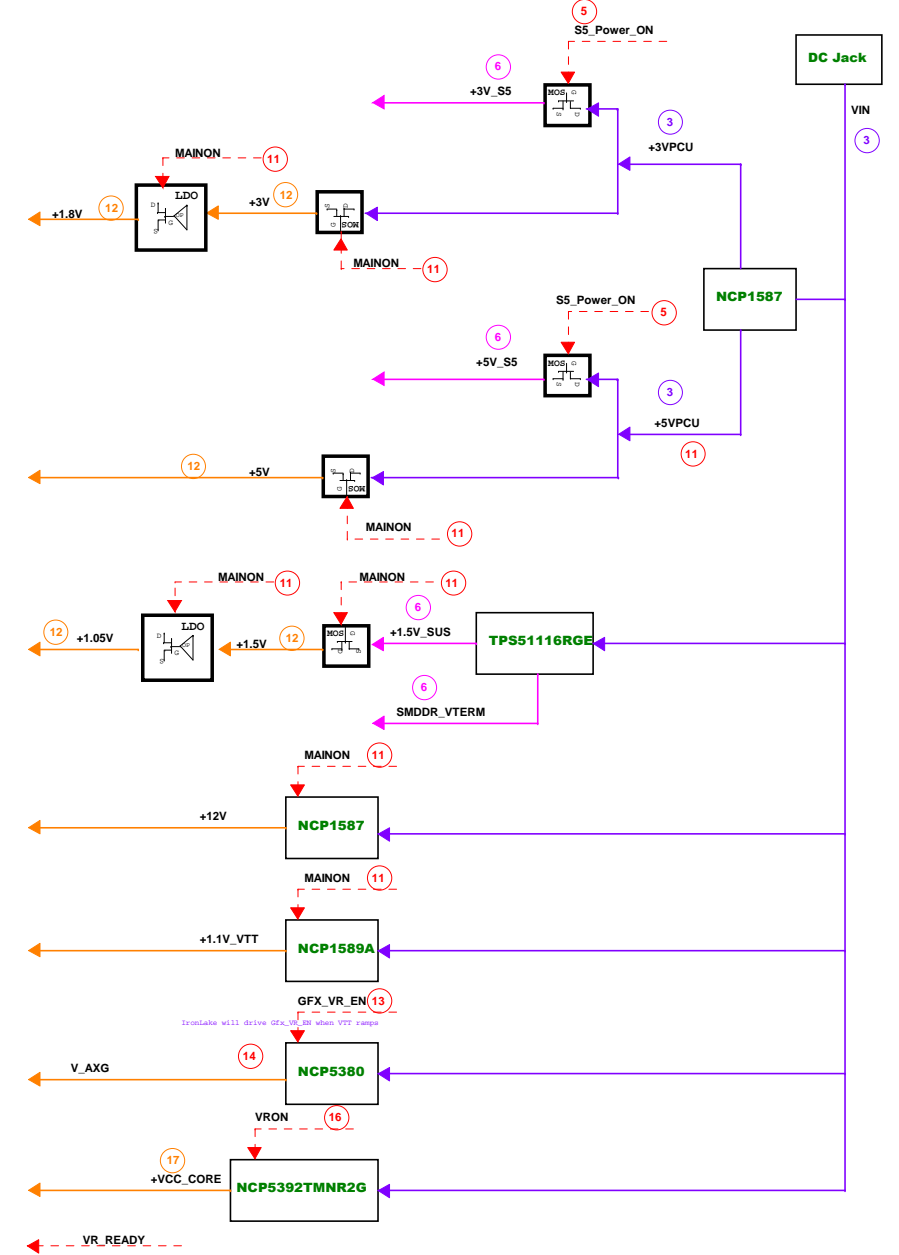 5
S5_Power_ON
DC Jack
6
+3V_S5
MOS
G
S
D
VIN
3
+3VPCU
3
MAINON
11
LDO
D
G
S
+1.8V
12
+3V
12
MOS
G
S
D
MAINON
11
NCP1587
S5_Power_ON
5
6
+5V_S5
MOS
G
S
D
3
+5VPCU
11
12
+5V
MOS
G
S
D
MAINON
11
MAINON
11
MAINON
11
LDO
D
G
S
12
+1.05V
+1.5V
12
MOS
G
S
D
6
+1.5V_SUS
TPS51116RGE
6
SMDDR_VTERM
MAINON
11
+12V
NCP1587
MAINON
11
+1.1V_VTT
NCP1589A
GFX_VR_EN
13
IronLake will drive Gfx_VR_EN when VTT ramps
14
V_AXG
NCP5380
VRON
16
17
+VCC_CORE
NCP5392TMNR2G
VR_READY